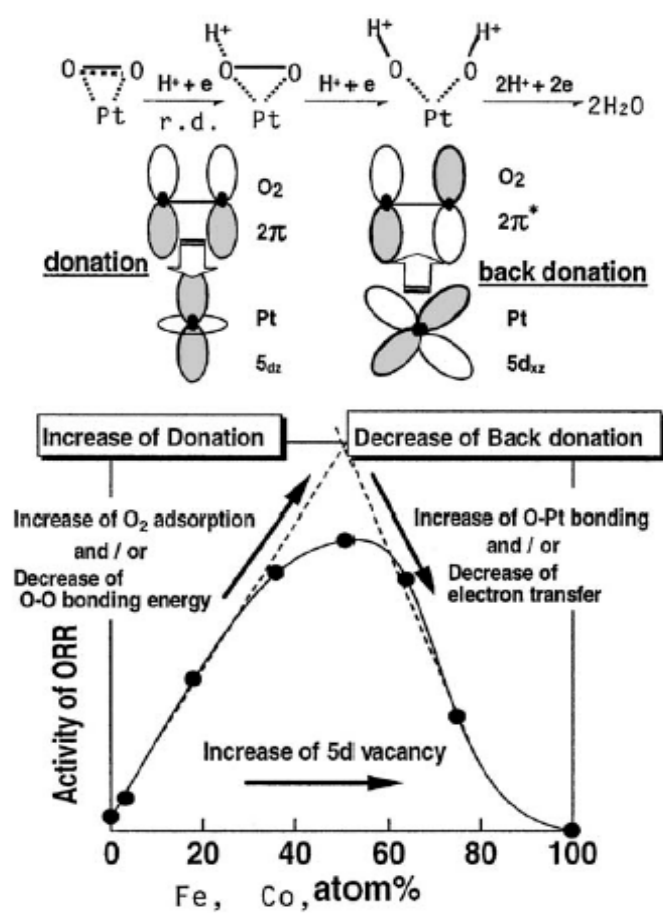 H⁺
H⁺
H⁺
O O
O O
O O
H⁺ + e
H⁺ + e
2H⁺ + 2e
2H₂O
Pt
r.d.
Pt
Pt
O₂
2π
donation
Pt
5dz
O₂
2π*
back donation
Pt
5dxz
Increase of Donation
Decrease of Back donation
Increase of O₂ adsorption
and / or
Decrease of
O-O bonding energy
Increase of O-Pt bonding
and / or
Decrease of
electron transfer
Activity of ORR
Increase of 5d vacancy
0 20 40 60 80 100
Fe, Co, atom%